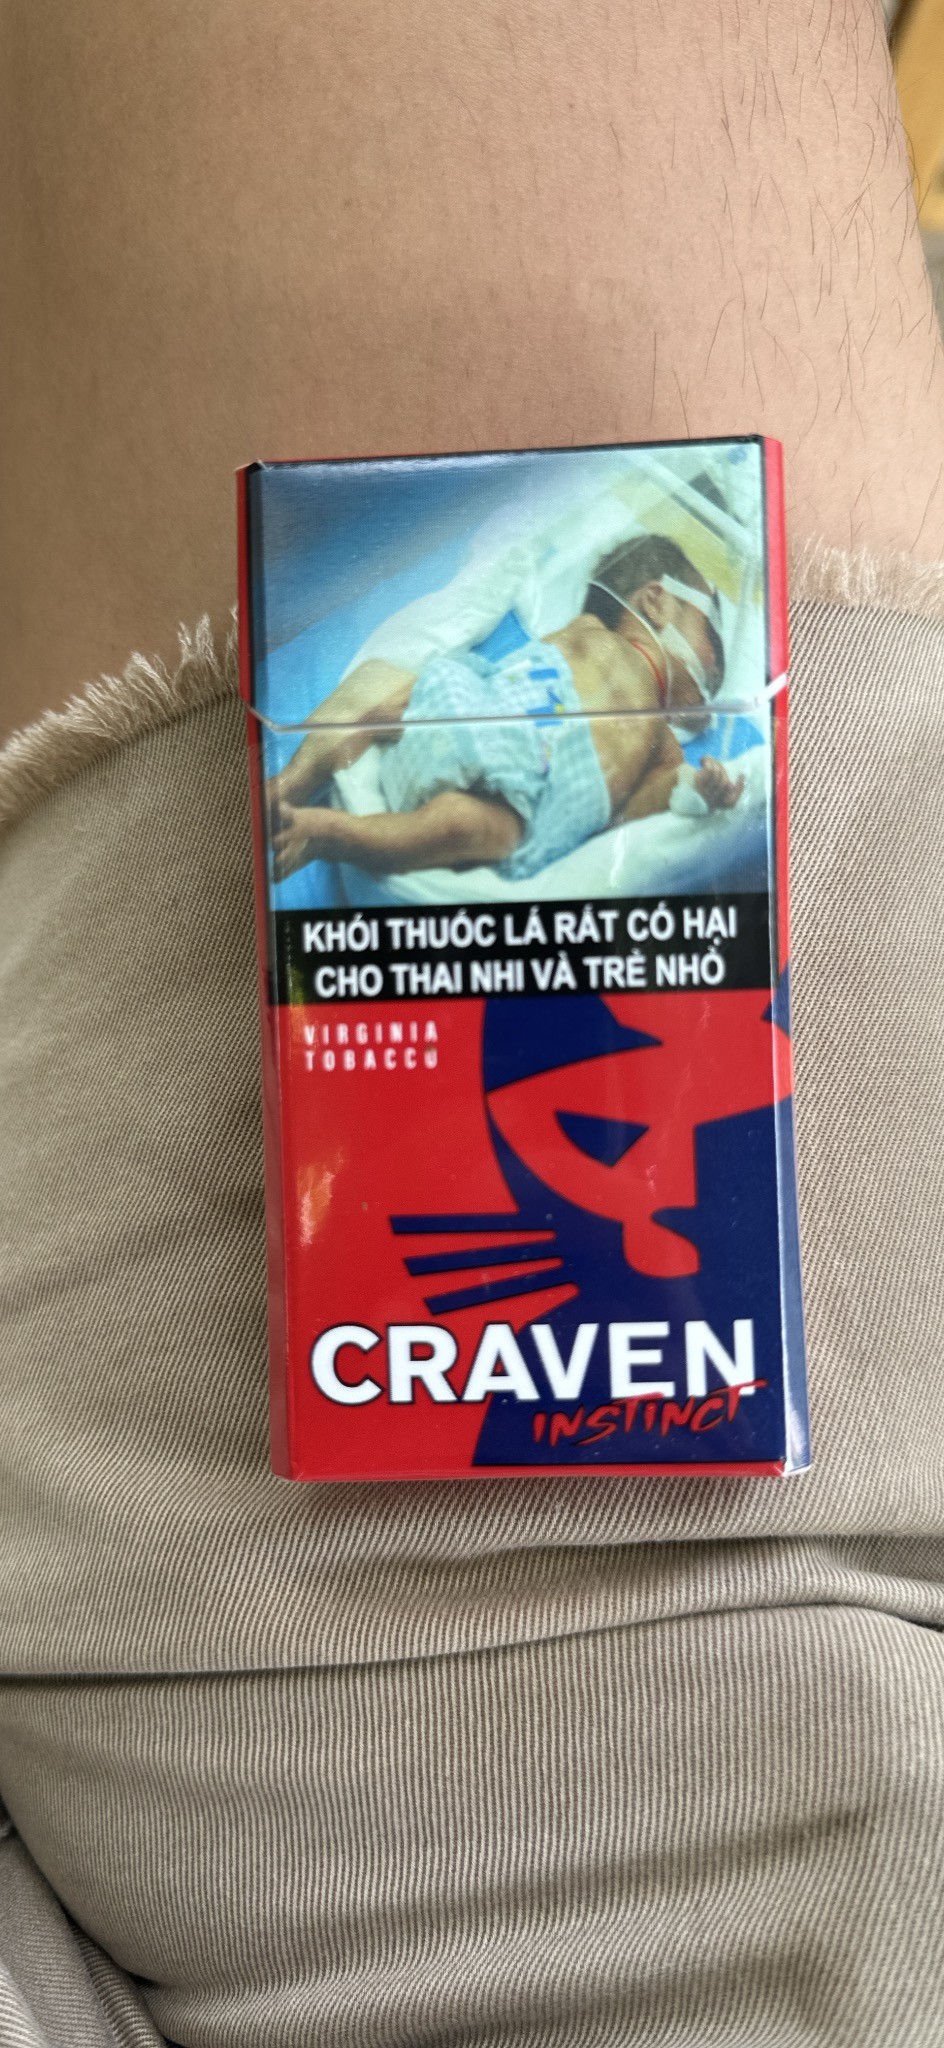 KHÓI THUỐC LÁ RẤT CÓ HẠI
CHO THAI NHI VÀ TRẺ NHỎ
VIRGINIA
TOBACCO
CRAVEN
INSTINCT